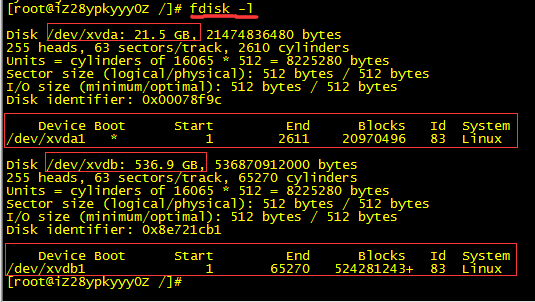 [root@iZ28ypkyyy0Z /]# fdisk -l
Disk /dev/xvda: 21.5 GB, 21474836480 bytes
255 heads, 63 sectors/track, 2610 cylinders
Units = cylinders of 16065 * 512 = 8225280 bytes
Sector size (logical/physical): 512 bytes / 512 bytes
I/O size (minimum/optimal): 512 bytes / 512 bytes
Disk identifier: 0x00078f9c
Device Boot Start End Blocks Id System
/dev/xvda1 * 1 2611 20970496 83 Linux
Disk /dev/xvdb: 536.9 GB, 536870912000 bytes
255 heads, 63 sectors/track, 65270 cylinders
Units = cylinders of 16065 * 512 = 8225280 bytes
Sector size (logical/physical): 512 bytes / 512 bytes
I/O size (minimum/optimal): 512 bytes / 512 bytes
Disk identifier: 0x8e721cb1
Device Boot Start End Blocks Id System
/dev/xvdb1 1 65270 524281243+ 83 Linux
[root@iZ28ypkyyy0Z /]#